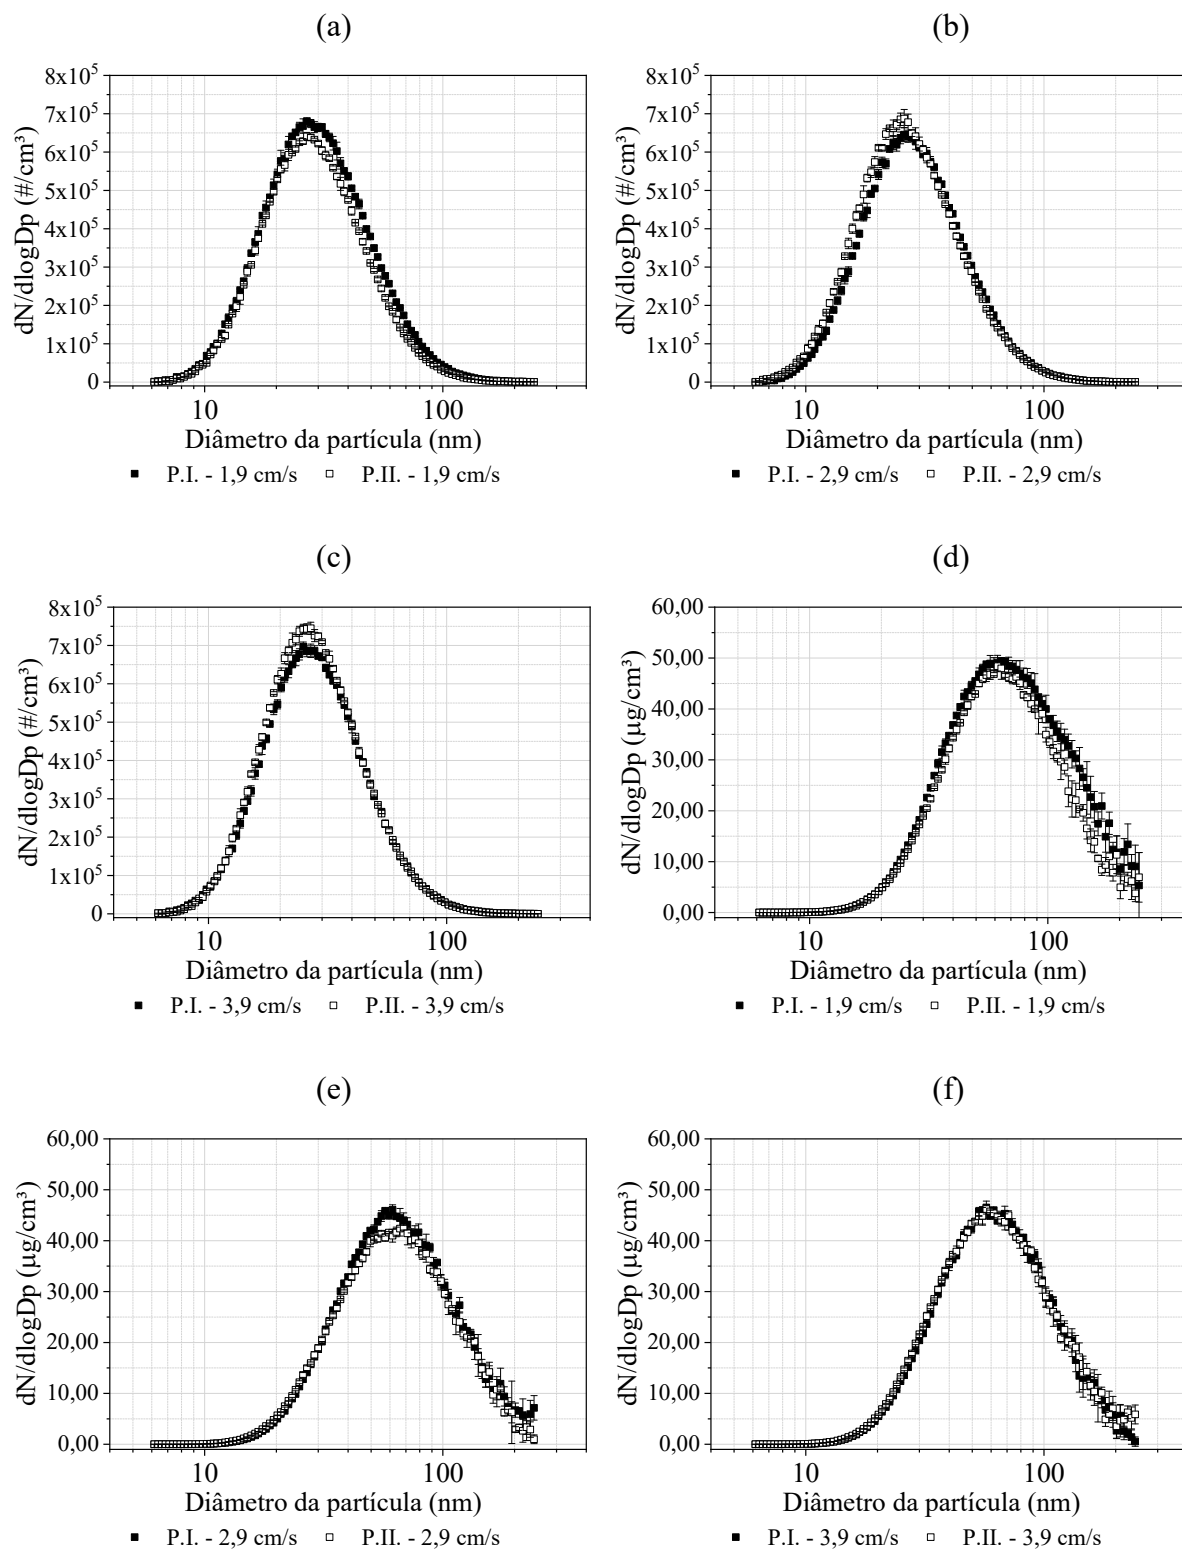 (a)
dN/dlogDp (#/cm³)
8x10⁵
7x10⁵
6x10⁵
5x10⁵
4x10⁵
3x10⁵
2x10⁵
1x10⁵
0
10 100
Diâmetro da partícula (nm)
P.I. - 1,9 cm/s P.II. - 1,9 cm/s
(b)
dN/dlogDp (#/cm³)
8x10⁵
7x10⁵
6x10⁵
5x10⁵
4x10⁵
3x10⁵
2x10⁵
1x10⁵
0
10 100
Diâmetro da partícula (nm)
P.I. - 2,9 cm/s P.II. - 2,9 cm/s
(c)
dN/dlogDp (#/cm³)
8x10⁵
7x10⁵
6x10⁵
5x10⁵
4x10⁵
3x10⁵
2x10⁵
1x10⁵
0
10 100
Diâmetro da partícula (nm)
P.I. - 3,9 cm/s P.II. - 3,9 cm/s
(d)
dN/dlogDp (µg/cm³)
60,00
50,00
40,00
30,00
20,00
10,00
0,00
10 100
Diâmetro da partícula (nm)
P.I. - 1,9 cm/s P.II. - 1,9 cm/s
(e)
dN/dlogDp (µg/cm³)
60,00
50,00
40,00
30,00
20,00
10,00
0,00
10 100
Diâmetro da partícula (nm)
P.I. - 2,9 cm/s P.II. - 2,9 cm/s
(f)
dN/dlogDp (µg/cm³)
60,00
50,00
40,00
30,00
20,00
10,00
0,00
10 100
Diâmetro da partícula (nm)
P.I. - 3,9 cm/s P.II. - 3,9 cm/s